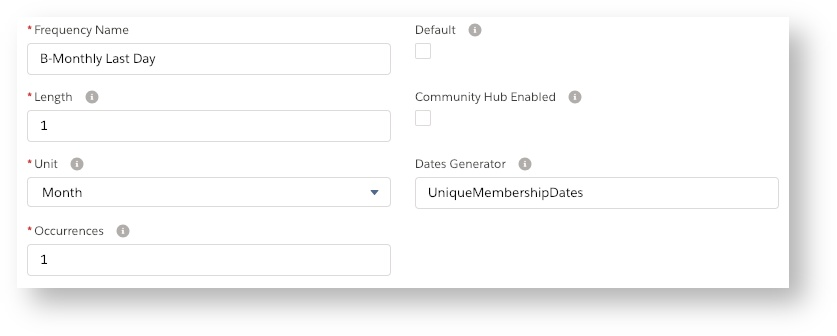 * Frequency Name
B-Monthly Last Day
Default
* Length
1
Community Hub Enabled
* Unit
Month
Dates Generator
UniqueMembershipDates
* Occurrences
1